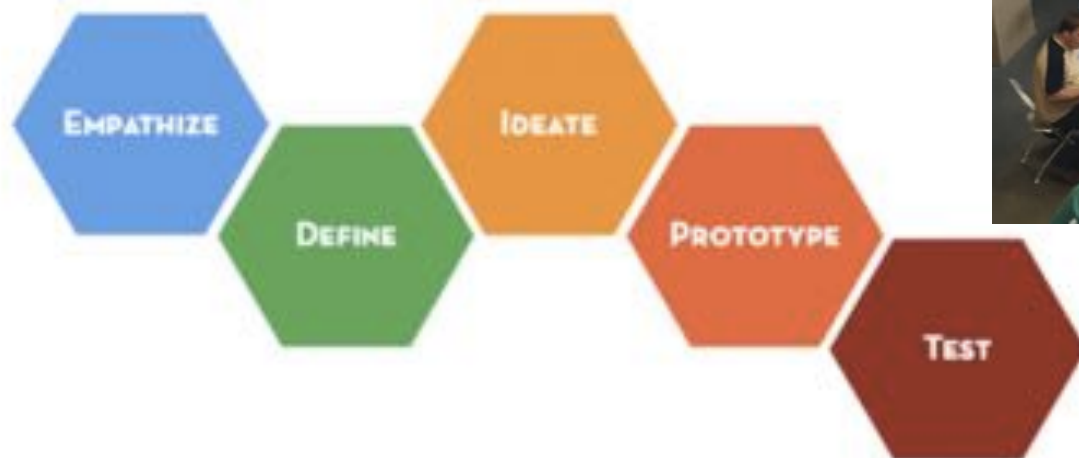 EMPATHIZE
DEFINE
IDEATE
PROTOTYPE
TEST